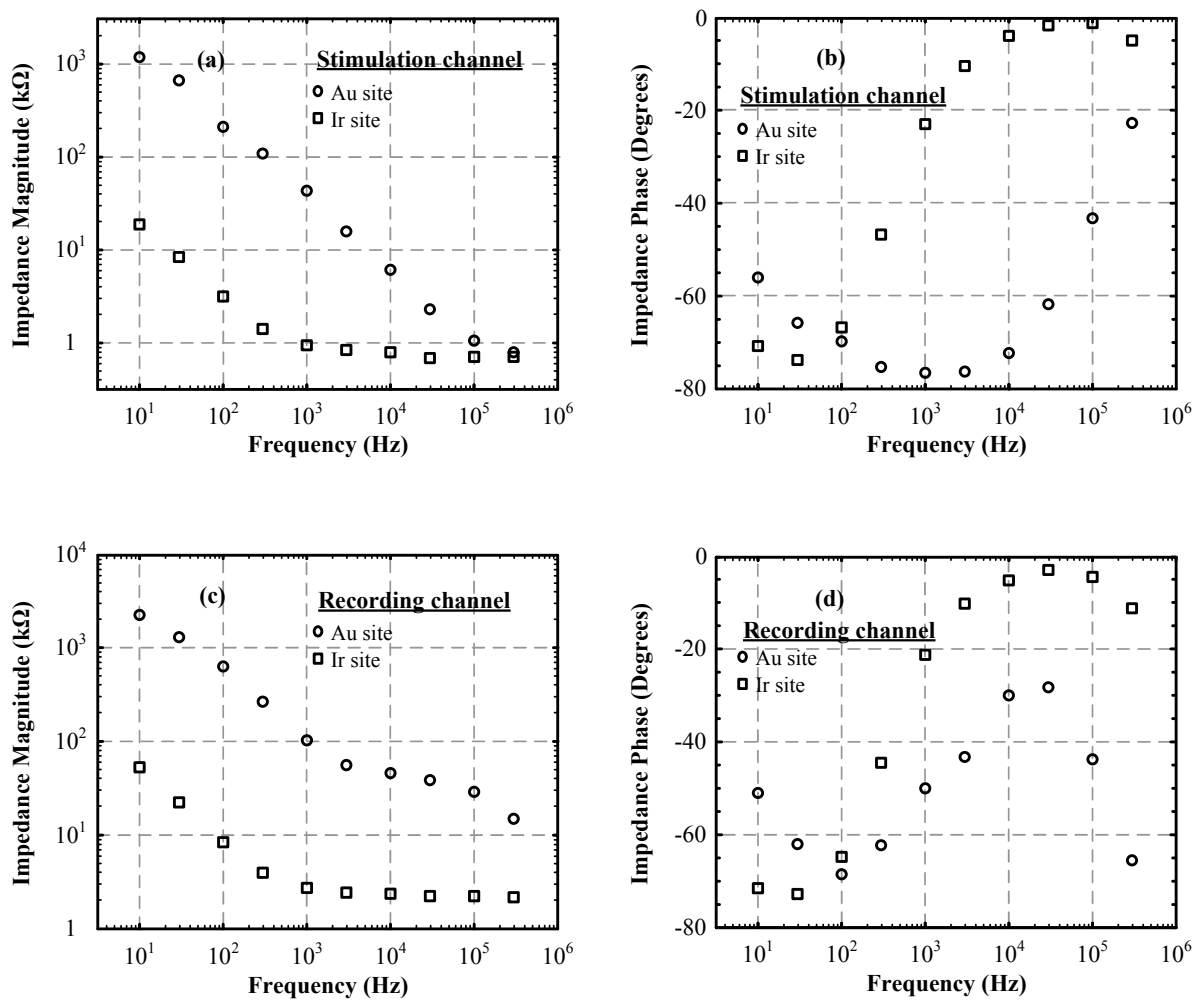 (a)
Stimulation channel
Au site
Ir site
10³
10²
10¹
1
Impedance Magnitude (kΩ)
10¹ 10² 10³ 10⁴ 10⁵ 10⁶
Frequency (Hz)
(b)
Stimulation channel
Au site
Ir site
0
-20
-40
-60
-80
Impedance Phase (Degrees)
10¹ 10² 10³ 10⁴ 10⁵ 10⁶
Frequency (Hz)
(c)
Recording channel
Au site
Ir site
10⁴
10³
10²
10¹
1
Impedance Magnitude (kΩ)
10¹ 10² 10³ 10⁴ 10⁵ 10⁶
Frequency (Hz)
(d)
Recording channel
Au site
Ir site
0
-20
-40
-60
-80
Impedance Phase (Degrees)
10¹ 10² 10³ 10⁴ 10⁵ 10⁶
Frequency (Hz)